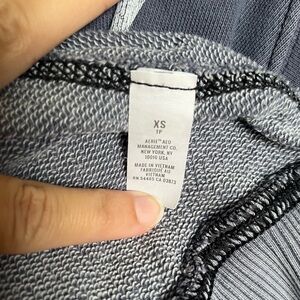 XS
TP
AERIE™ AEO
MANAGEMENT CO.
NEW YORK, NY
10010 USA
MADE IN VIETNAM
FABRIQUÉ AU
VIETNAM
RN 54485 CA 03823